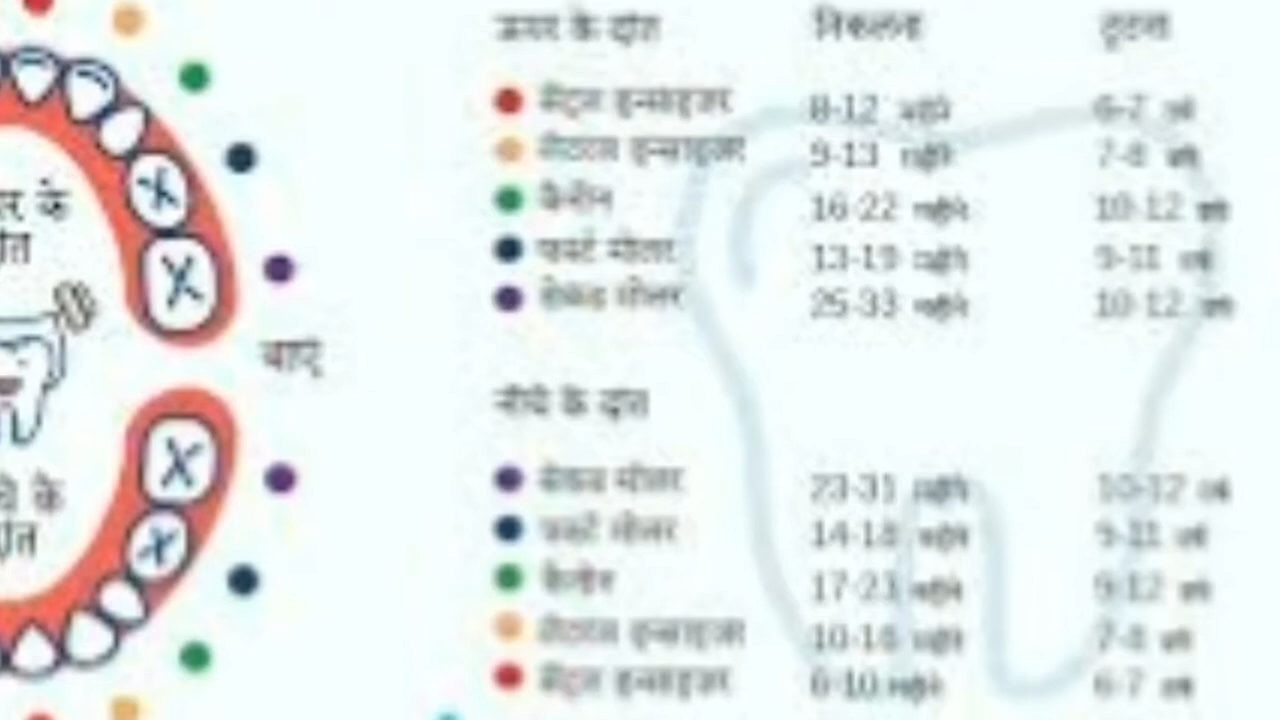 ऊपर के दांत निकलना टूटना
सेंट्रल इन्साइजर 8-12 महीने 6-7 वर्ष
लेटरल इन्साइजर 9-13 महीने 7-8 वर्ष
कैनीन 16-22 महीने 10-12 वर्ष
फर्स्ट मोलर 13-19 महीने 9-11 वर्ष
सेकंड मोलर 25-33 महीने 10-12 वर्ष
र के
ांत
बाएं
नीचे के दांत
सेकंड मोलर 23-31 महीने 10-12 वर्ष
फर्स्ट मोलर 14-18 महीने 9-11 वर्ष
कैनीन 17-23 महीने 9-12 वर्ष
लेटरल इन्साइजर 10-16 महीने 7-8 वर्ष
सेंट्रल इन्साइजर 6-10 महीने 6-7 वर्ष
चे के
ांत